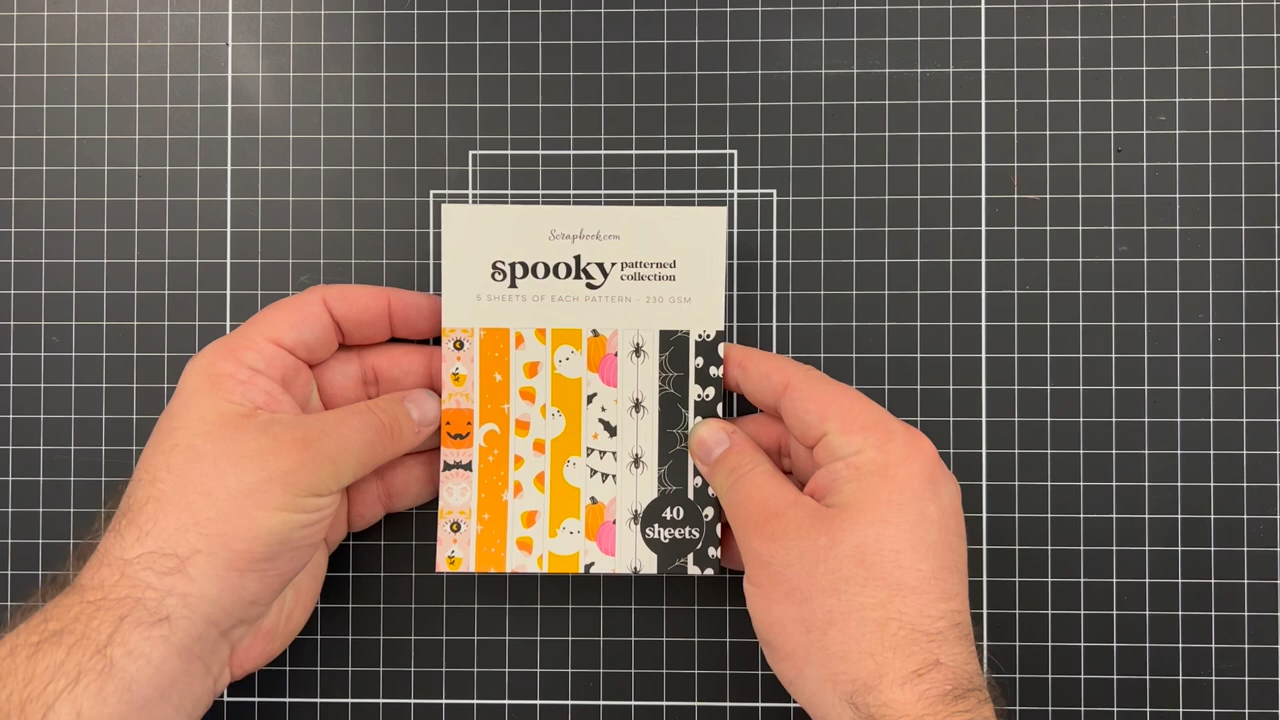 Scrapbook.com
spooky patterned collection
5 SHEETS OF EACH PATTERN - 230 GSM
40
sheets